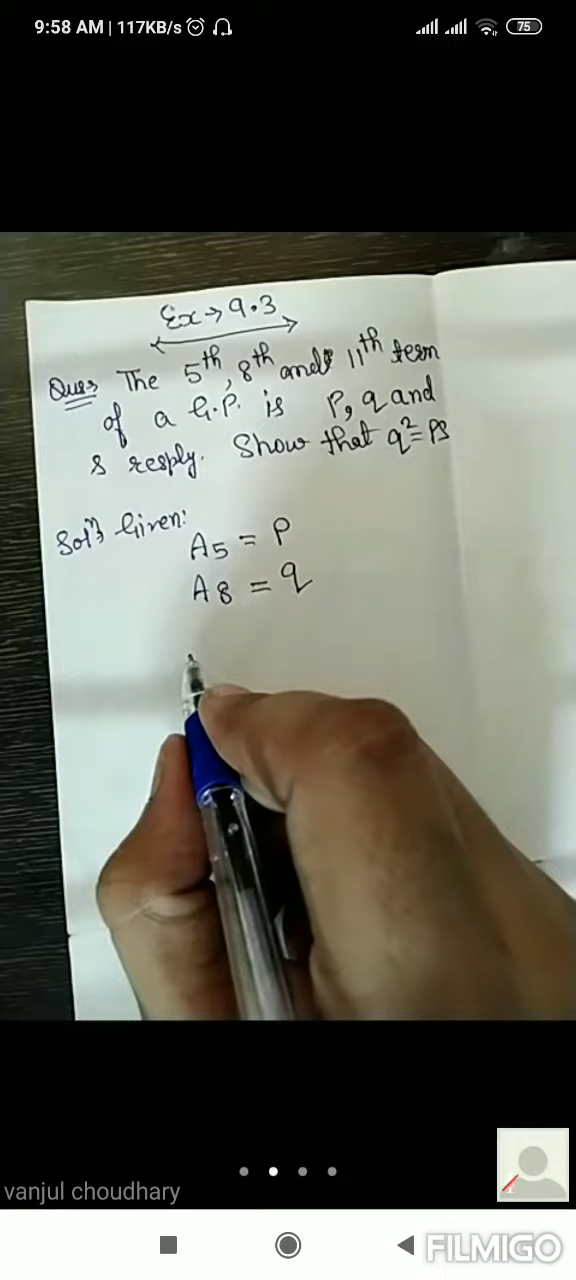 9:58 AM | 117KB/s
75
Ex → 9.3
Ques→ The 5th, 8th and 11th term
of a G.P. is P, q and
s resply. Show that q² = PS
Solⁿ→ Given:
A5 = P
A8 = q
vanjul choudhary
FILMIGO